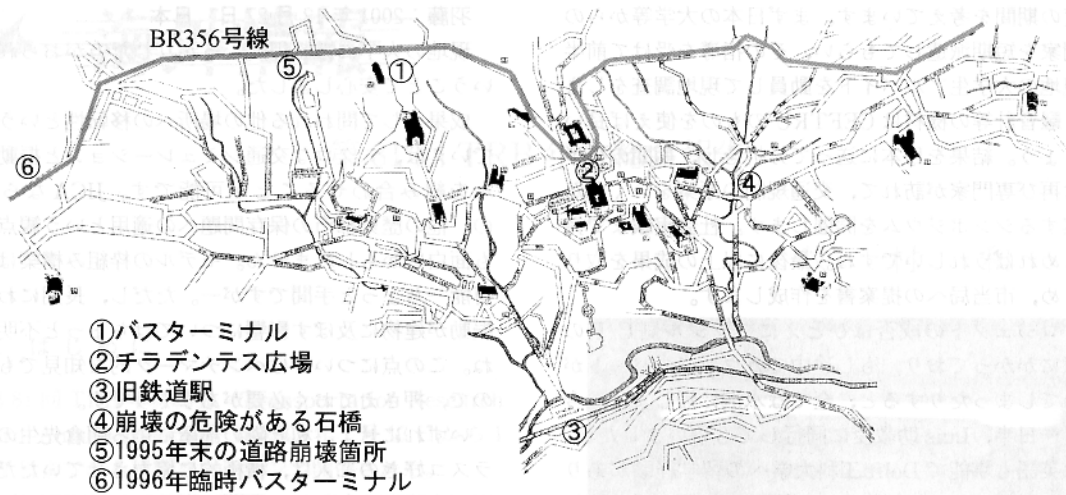 BR356号線
⑤
①
⑥
②
④
③
①バスターミナル
②チラデンテス広場
③旧鉄道駅
④崩壊の危険がある石橋
⑤1995年末の道路崩壊箇所
⑥1996年臨時バスターミナル